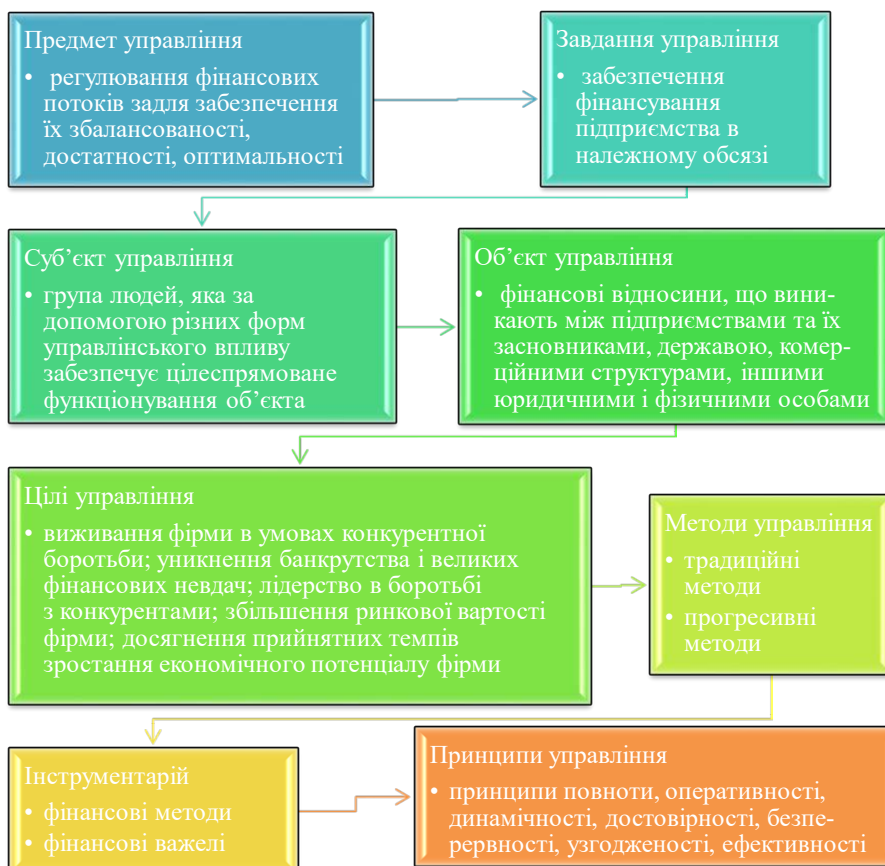 Предмет управління
• регулювання фінансових
потоків задля забезпечення
їх збалансованості,
достатності, оптимальності
Завдання управління
• забезпечення
фінансування
підприємства в
належному обсязі
Суб’єкт управління
• група людей, яка за
допомогою різних форм
управлінського впливу
забезпечує цілеспрямоване
функціонування об’єкта
Об’єкт управління
• фінансові відносини, що вини-
кають між підприємствами та їх
засновниками, державою, комер-
ційними структурами, іншими
юридичними і фізичними особами
Цілі управління
• виживання фірми в умовах конкурентної
боротьби; уникнення банкрутства і великих
фінансових невдач; лідерство в боротьбі
з конкурентами; збільшення ринкової вартості
фірми; досягнення прийнятних темпів
зростання економічного потенціалу фірми
Методи управління
• традиційні
методи
• прогресивні
методи
Інструментарій
• фінансові методи
• фінансові важелі
Принципи управління
• принципи повноти, оперативності,
динамічності, достовірності, безпе-
рервності, узгодженості, ефективності